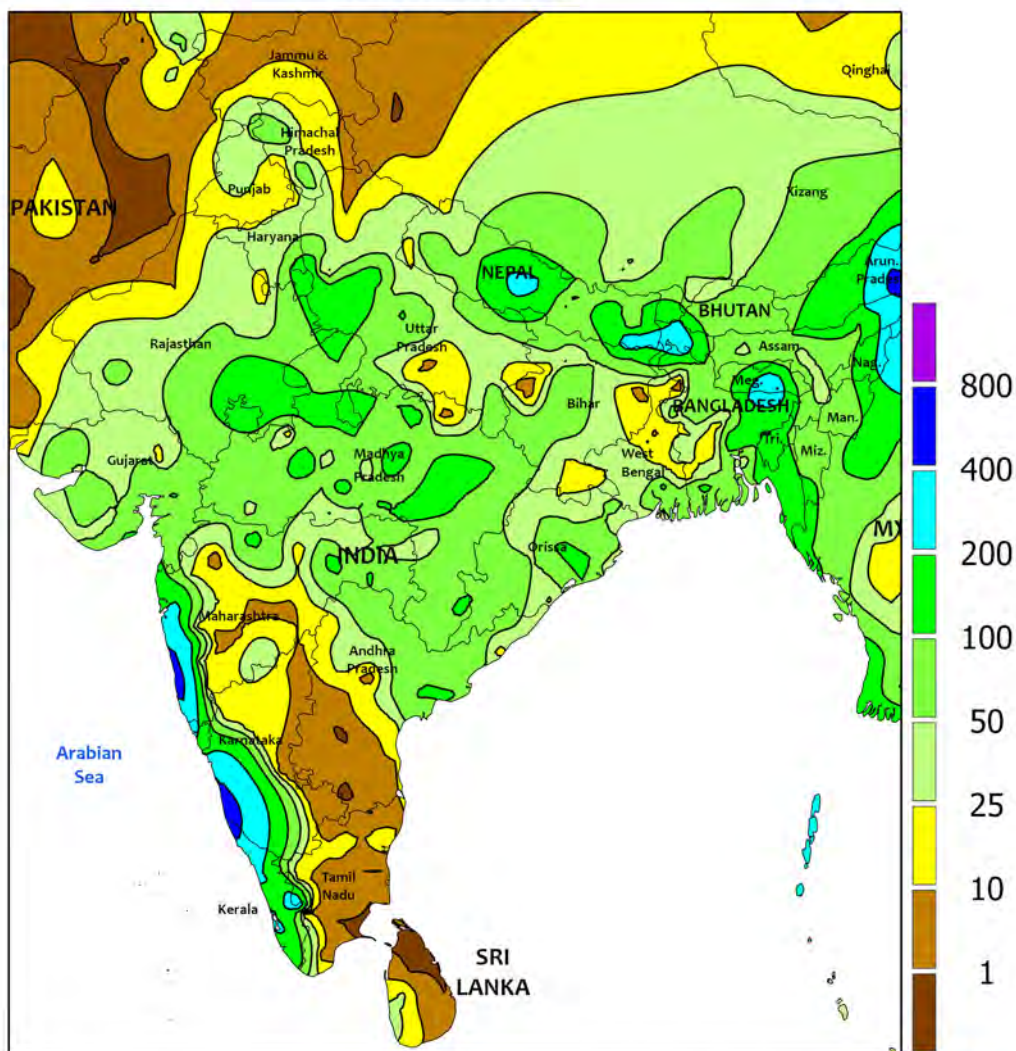 Jammu &
Kashmir
Qinghai
Himachal
Pradesh
Punjab
Xizang
PAKISTAN
Haryana
NEPAL
Arun.
BHUTAN
Rajasthan
Uttar
Pradesh
Assam
Nag.
Meg.
Bihar
BANGLADESH
Man.
Tri.
Miz.
Gujarat
Madhya
Pradesh
West
Bengal
INDIA
Orissa
Maharashtra
Andhra
Pradesh
Karnataka
Arabian
Sea
Tamil
Nadu
Kerala
SRI
LANKA
800
400
200
100
50
25
10
1